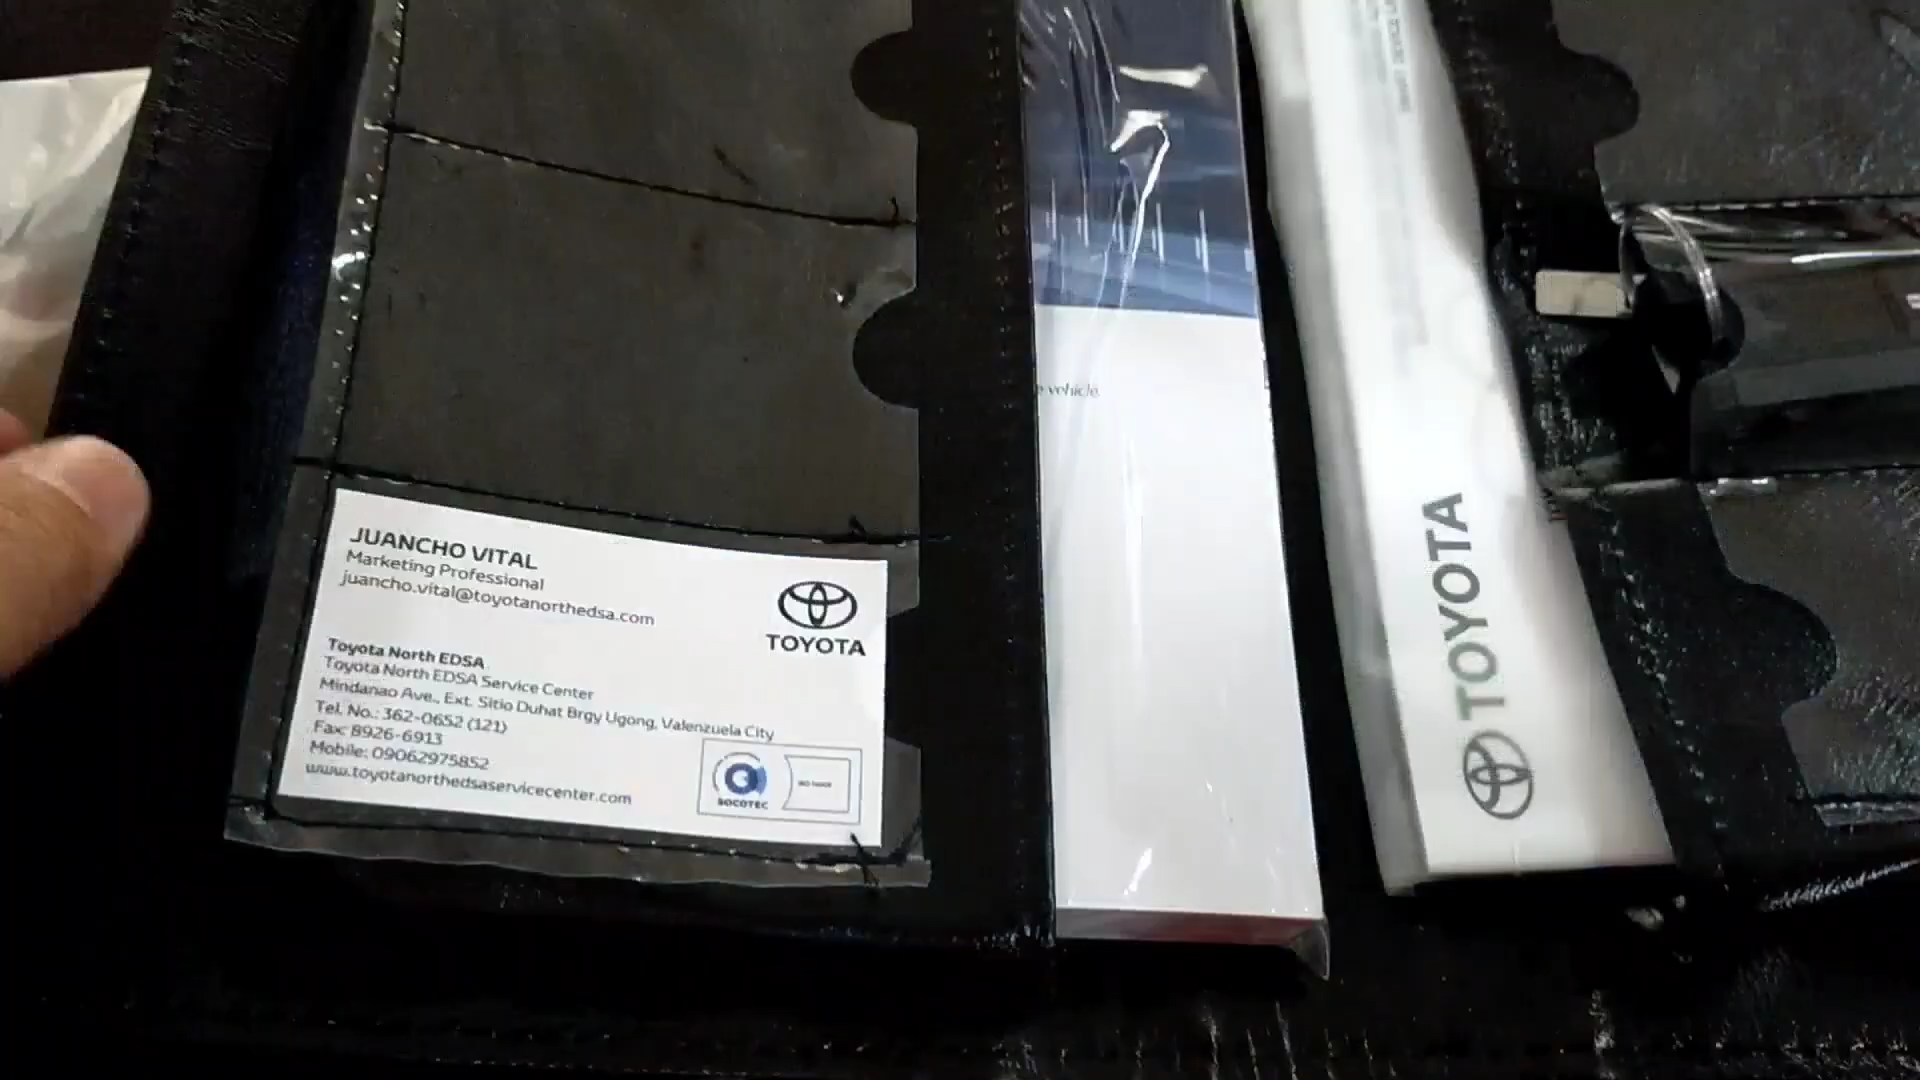 JUANCHO VITAL
Marketing Professional
juancho.vital@toyotanorthedsa.com
TOYOTA
Toyota North EDSA
Toyota North EDSA Service Center
Mindanao Ave., Ext. Sitio Duhat Brgy Ugong, Valenzuela City
Tel. No.: 362-0652 (121)
Fax: 8926-6913
Mobile: 09062975852
www.toyotanorthedsaservicecenter.com
SOCOTEC
vehicle.
TOYOTA